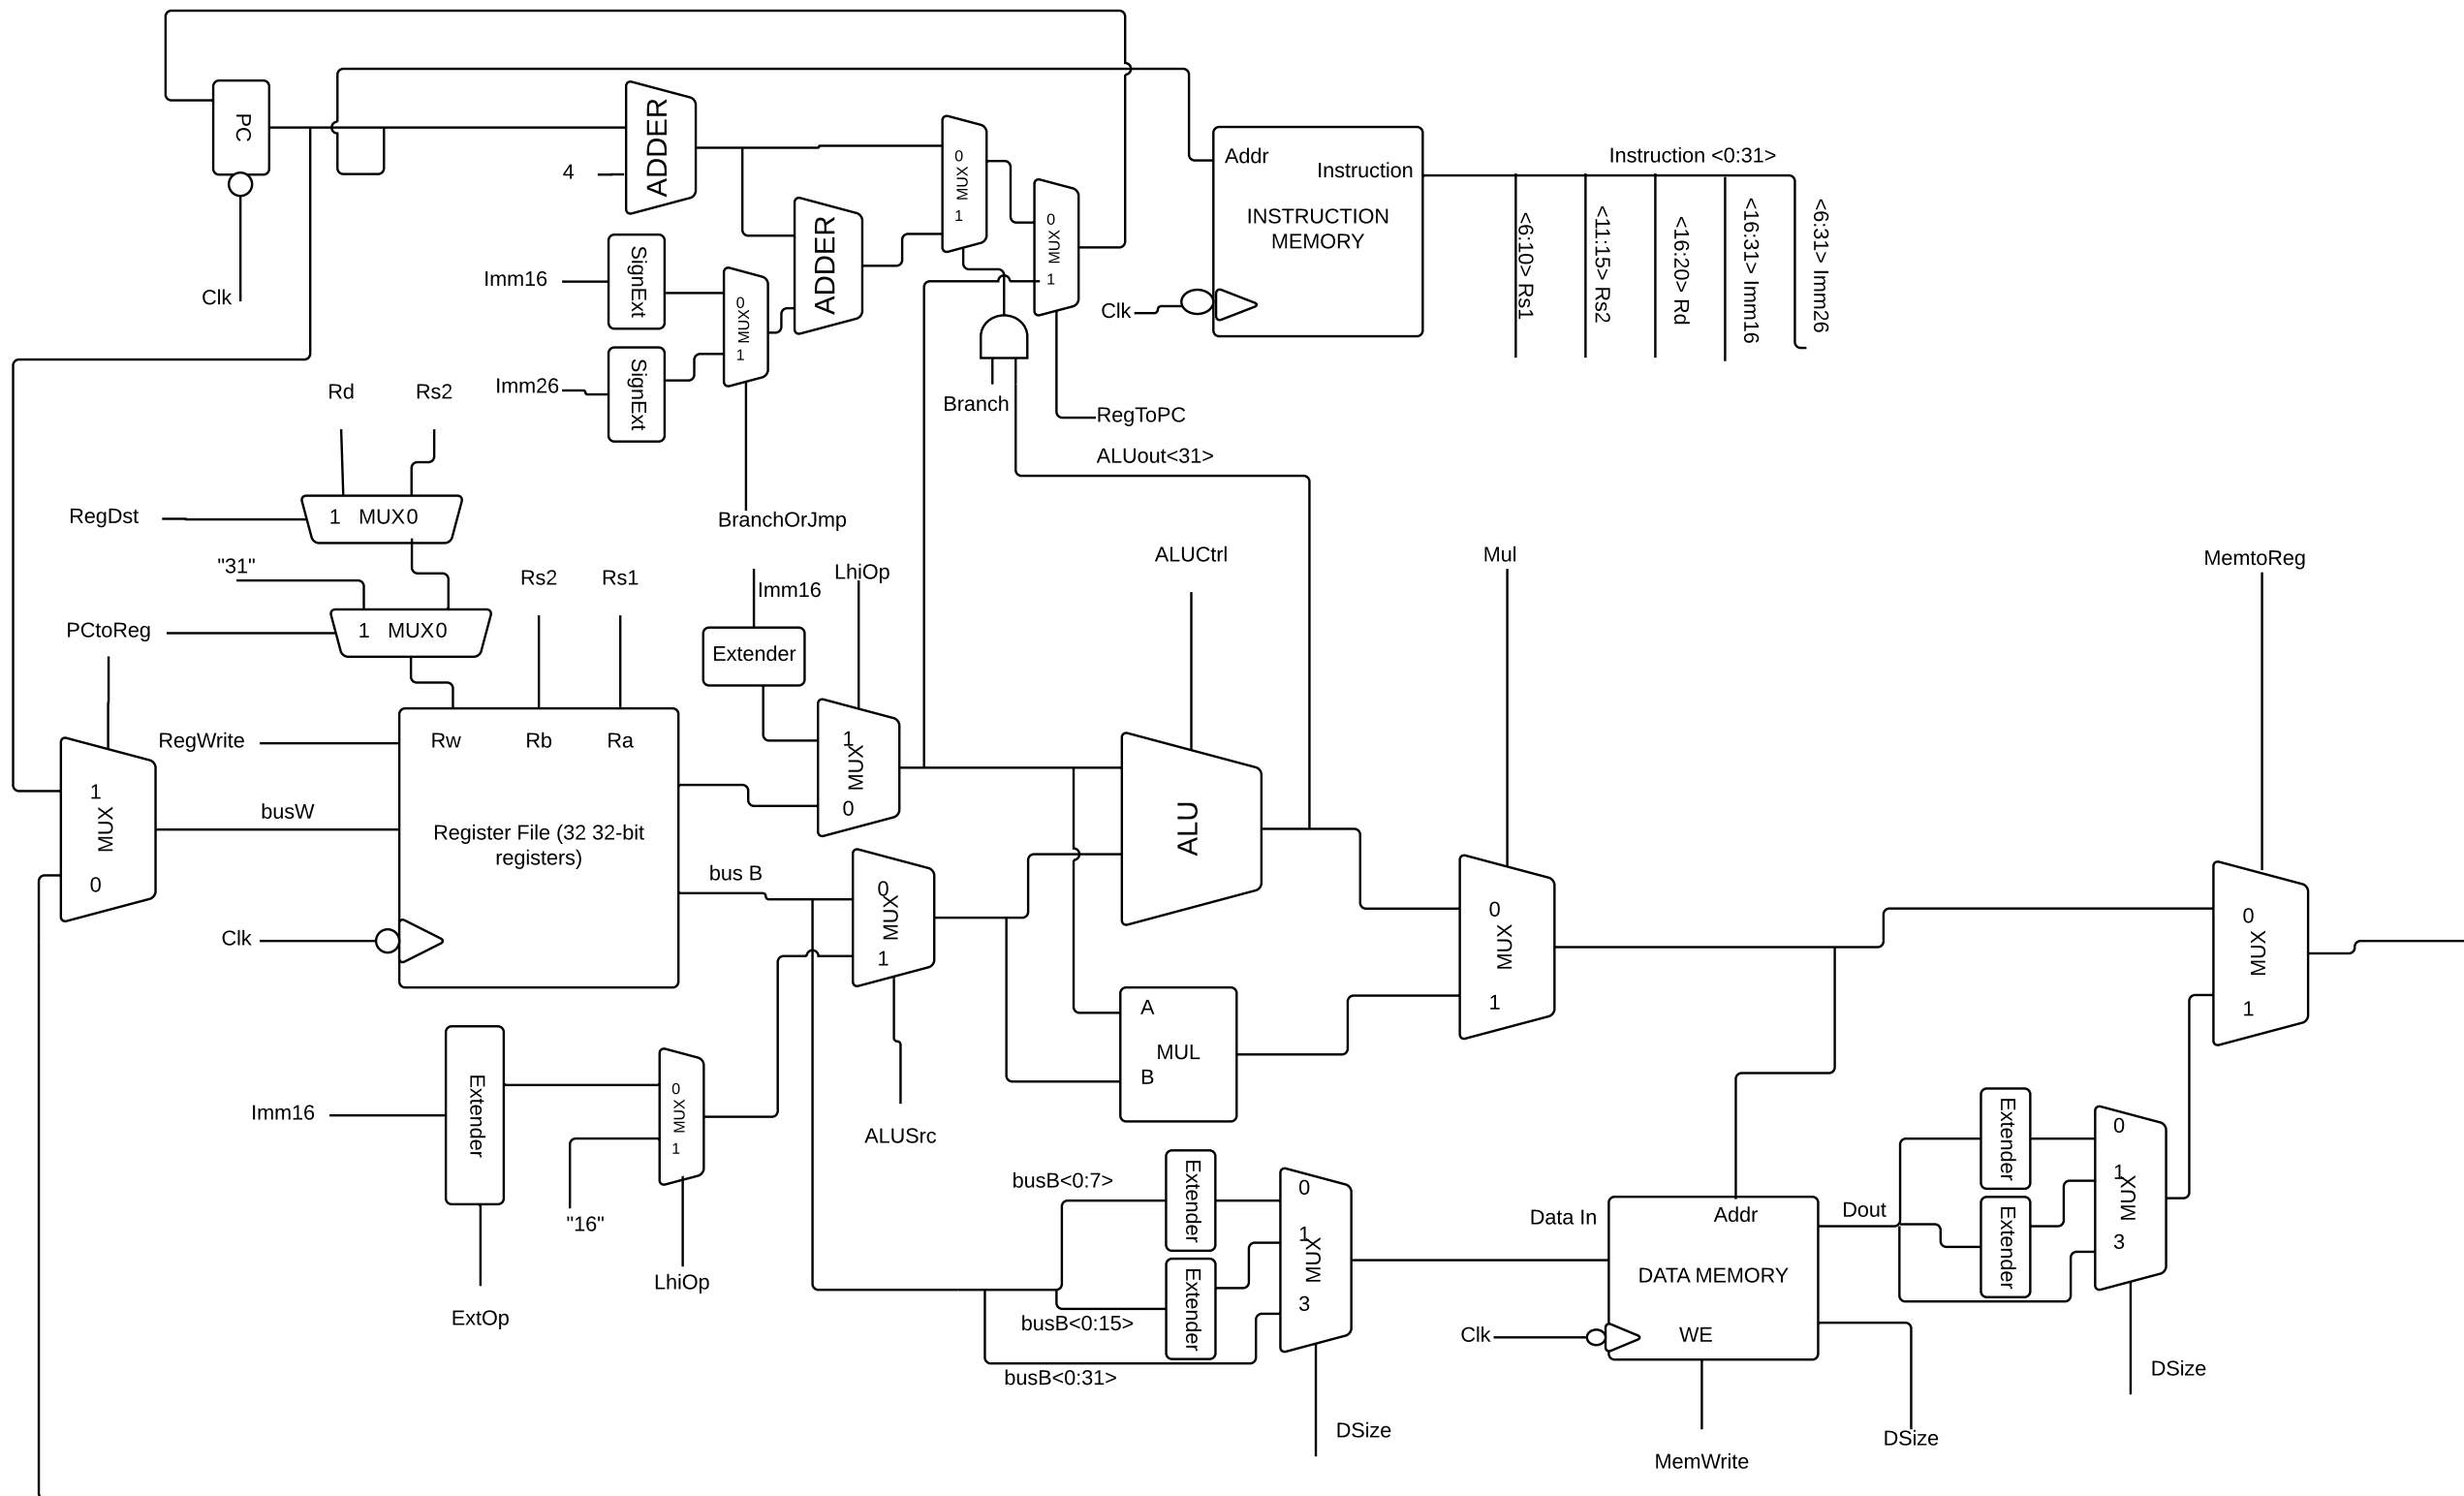 PC
Clk
4
ADDER
ADDER
Imm16
SignExt
Imm26
SignExt
0
MUX
1
BranchOrJmp
0
MUX
1
0
MUX
1
Branch
RegToPC
ALUout<31>
Addr
Instruction
INSTRUCTION
MEMORY
Clk
Instruction <0:31>
<6:10> Rs1
<11:15> Rs2
<16:20> Rd
<16:31> Imm16
<6:31> Imm26
Rd
Rs2
RegDst
1 MUX 0
"31"
PCtoReg
1 MUX 0
RegWrite
1
MUX
0
busW
Rs2
Rs1
Rw
Rb
Ra
Register File (32 32-bit
registers)
Clk
Imm16
LhiOp
Extender
1
MUX
0
bus B
0
MUX
1
ALUSrc
ALUCtrl
ALU
Mul
MemtoReg
A
MUL
B
0
MUX
1
0
MUX
1
Imm16
Extender
ExtOp
"16"
0
MUX
1
LhiOp
busB<0:7>
Extender
busB<0:15>
Extender
busB<0:31>
0
1
MUX
3
DSize
Data In
Addr
DATA MEMORY
Clk
WE
MemWrite
DSize
Dout
Extender
Extender
0
1
MUX
3
DSize